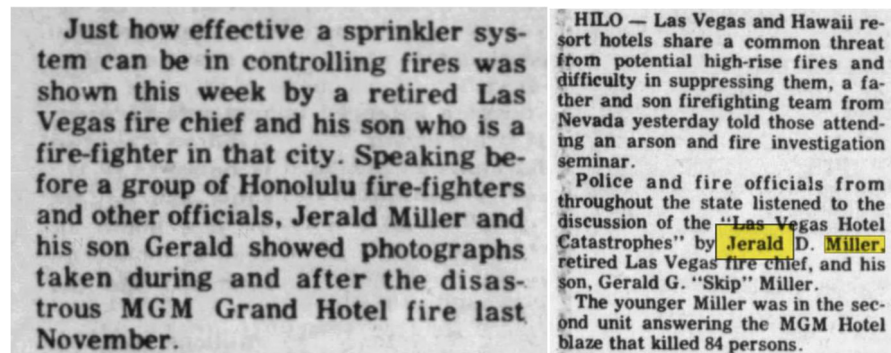 Just how effective a sprinkler sys-
tem can be in controlling fires was
shown this week by a retired Las
Vegas fire chief and his son who is a
fire-fighter in that city. Speaking be-
fore a group of Honolulu fire-fighters
and other officials, Jerald Miller and
his son Gerald showed photographs
taken during and after the disas-
trous MGM Grand Hotel fire last
November.
HILO — Las Vegas and Hawaii re-
sort hotels share a common threat
from potential high-rise fires and
difficulty in suppressing them, a fa-
ther and son firefighting team from
Nevada yesterday told those attend-
ing an arson and fire investigation
seminar.
Police and fire officials from
throughout the state listened to the
discussion of the "Las Vegas Hotel
Catastrophes" by Jerald D. Miller,
retired Las Vegas fire chief, and his
son, Gerald G. "Skip" Miller.
The younger Miller was in the sec-
ond unit answering the MGM Hotel
blaze that killed 84 persons.